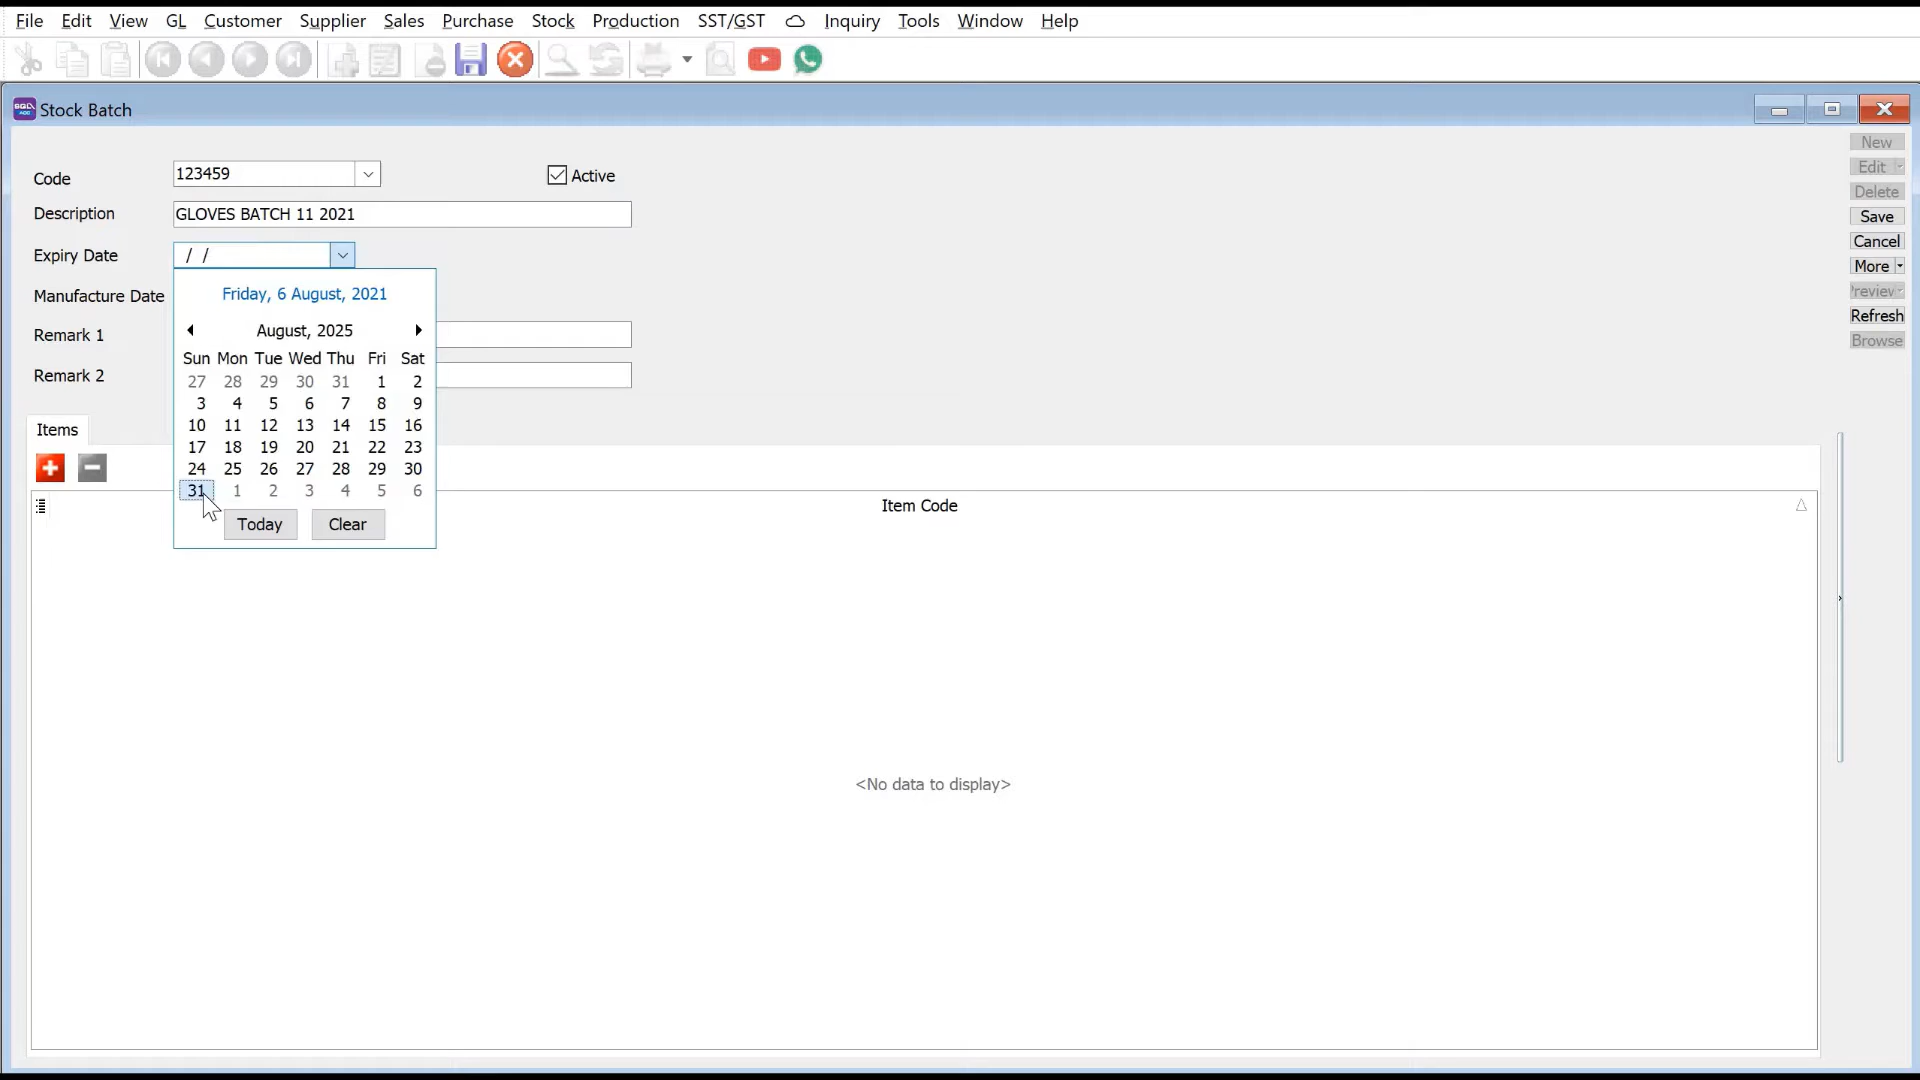 File Edit View GL Customer Supplier Sales Purchase Stock Production SST/GST Inquiry Tools Window Help
Stock Batch
New
Code 123459 Active
Edit
Delete
Description GLOVES BATCH 11 2021
Save
Cancel
Expiry Date / /
More
Friday, 6 August, 2021
Manufacture Date
Refresh
August, 2025
Remark 1
Browse
Sun Mon Tue Wed Thu Fri Sat
Remark 2
27 28 29 30 31 1 2
3 4 5 6 7 8 9
10 11 12 13 14 15 16
Items
17 18 19 20 21 22 23
24 25 26 27 28 29 30
31 1 2 3 4 5 6
Item Code
Today Clear
<No data to display>